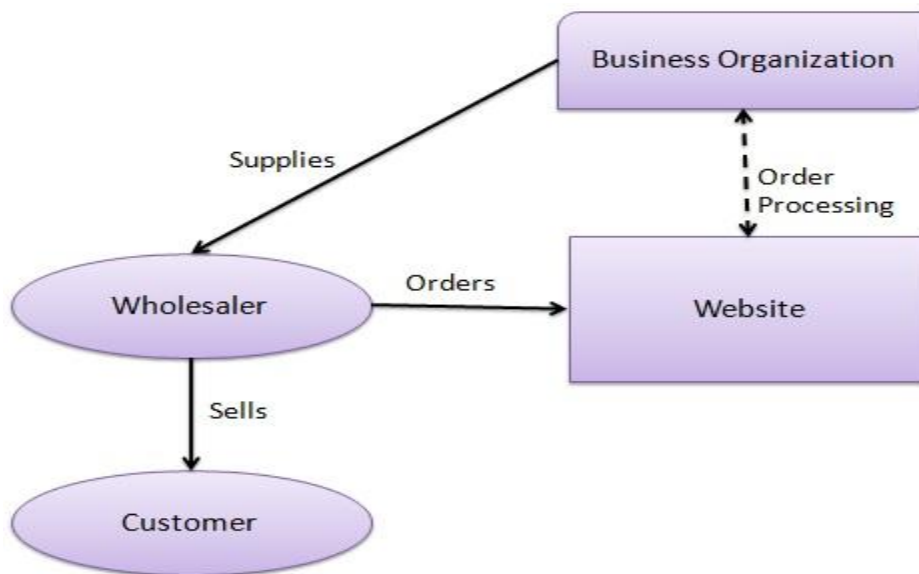 Business Organization
Supplies
Order
Processing
Wholesaler
Orders
Website
Sells
Customer